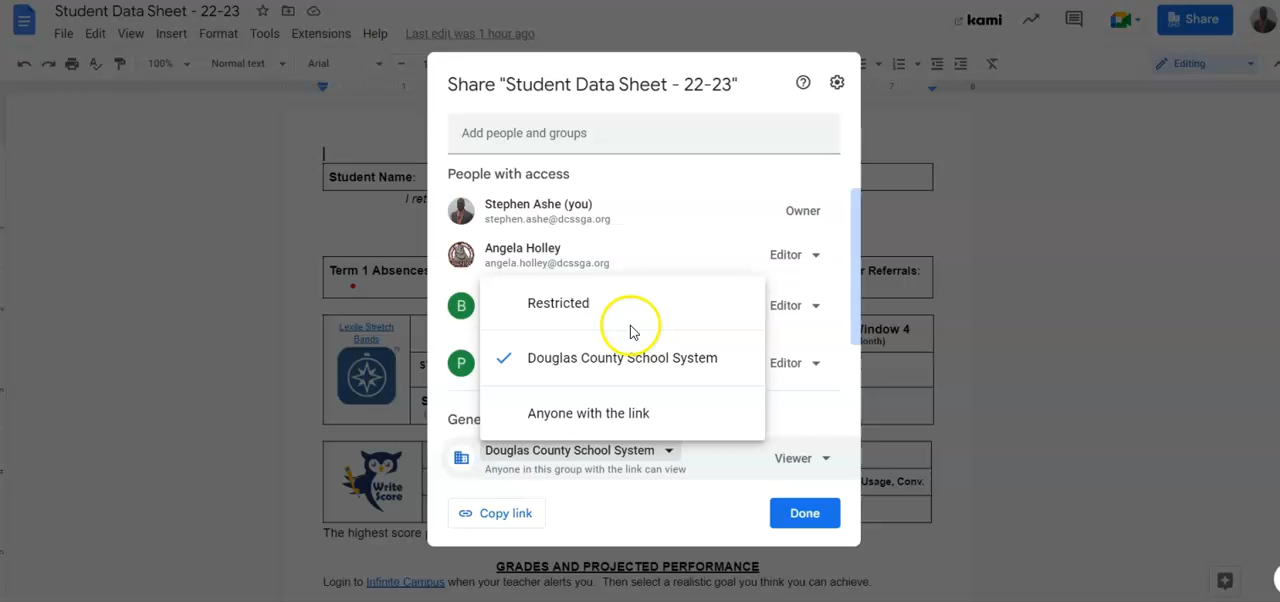 Student Data Sheet - 22-23
kami
Share
File Edit View Insert Format Tools Extensions Help Last edit was 1 hour ago
100% Normal text Arial
Editing
Share "Student Data Sheet - 22-23"
Add people and groups
People with access
Stephen Ashe (you)
stephen.ashe@dcssga.org
Owner
Angela Holley
angela.holley@dcssga.org
Editor
B
Restricted
Editor
Douglas County School System
P
Editor
Anyone with the link
Gene
Douglas County School System
Anyone in this group with the link can view
Viewer
Copy link
Done
1 7 8
Student Name:
Term 1 Absences
r Referrals:
Lexile Stretch
Bands
indow 4
Write
Score
Usage, Conv.
The highest score
GRADES AND PROJECTED PERFORMANCE
Login to Infinite Campus when your teacher alerts you. Then select a realistic goal you think you can achieve.